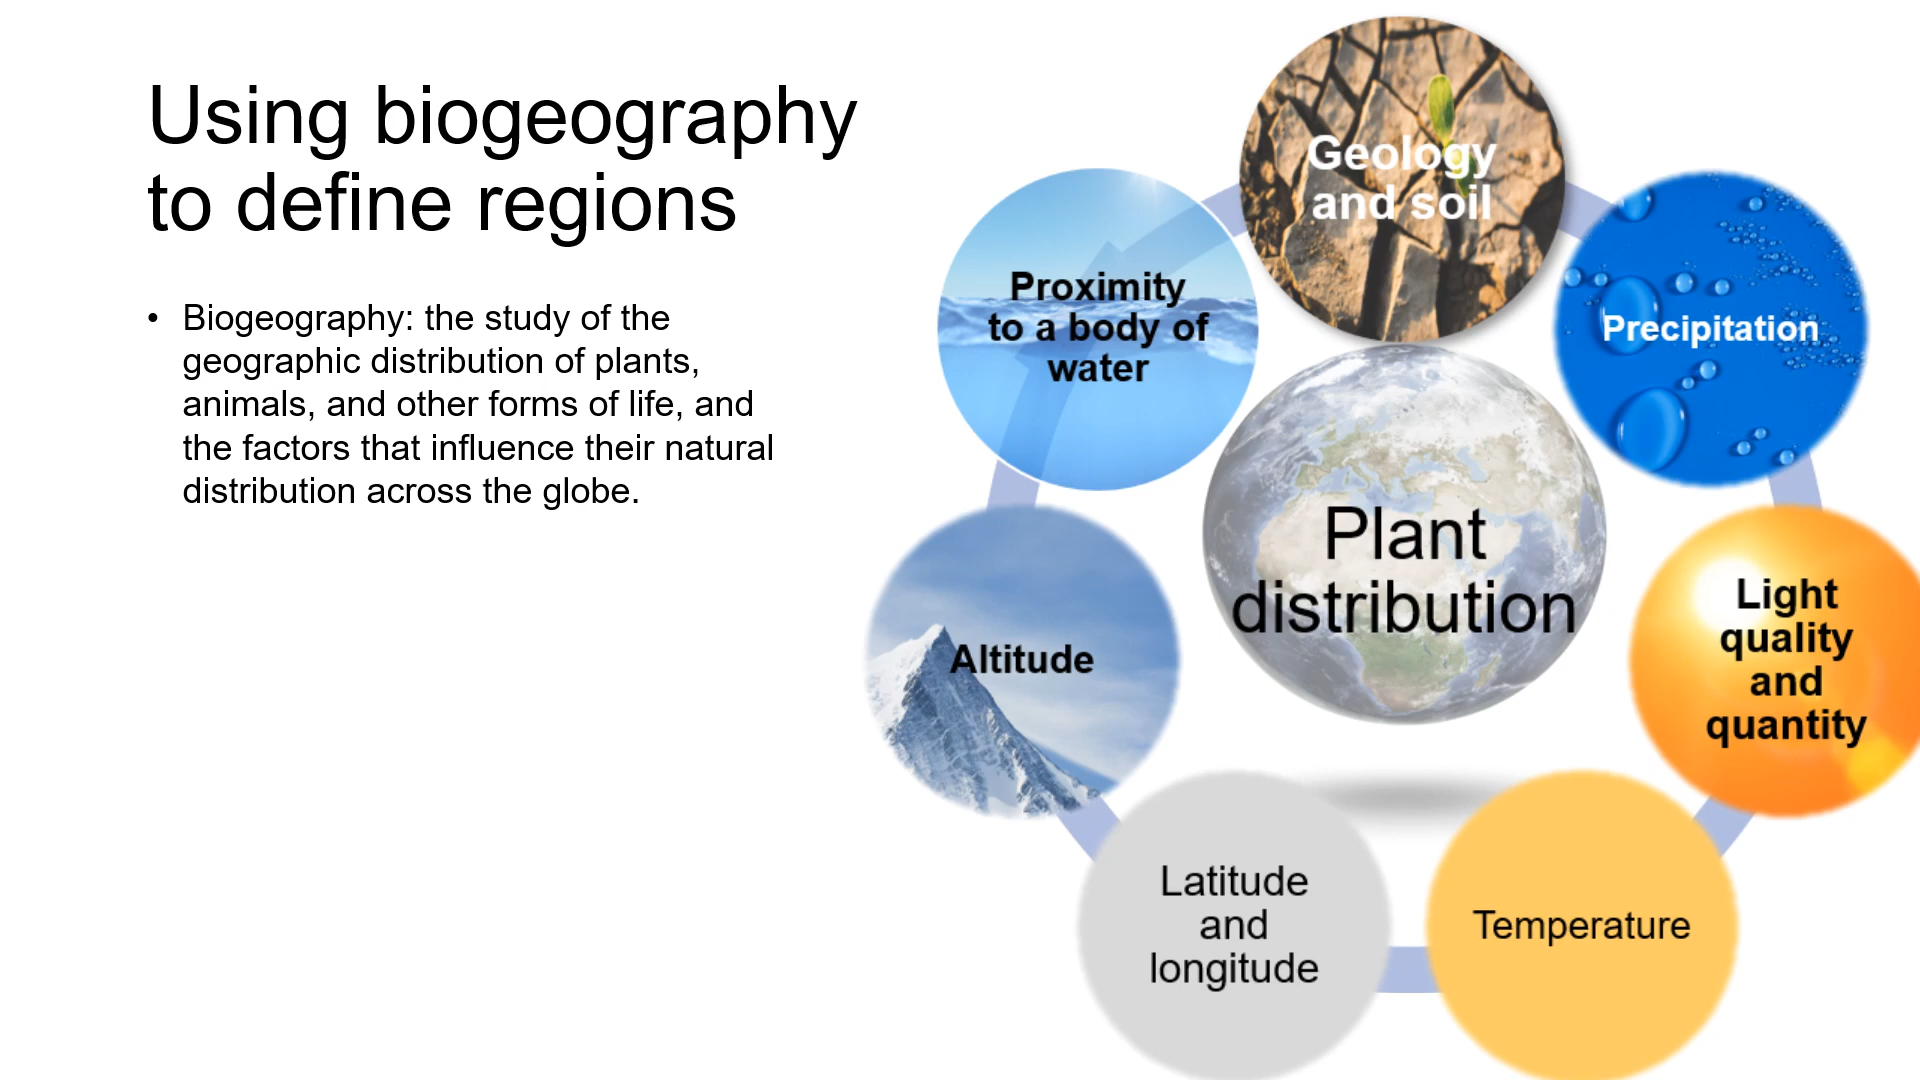 Using biogeography
to define regions
• Biogeography: the study of the
geographic distribution of plants,
animals, and other forms of life, and
the factors that influence their natural
distribution across the globe.
Geology
and soil
Precipitation
Light
quality
and
quantity
Temperature
Latitude
and
longitude
Altitude
Proximity
to a body of
water
Plant
distribution